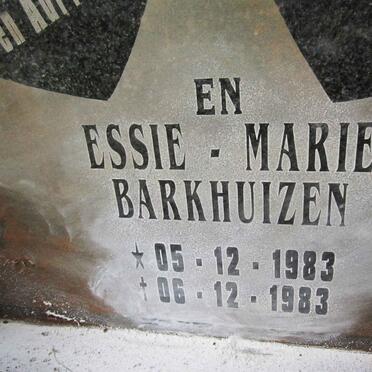 EN
ESSIE - MARIE
BARKHUIZEN
★ 05 - 12 - 1983
† 06 - 12 - 1983